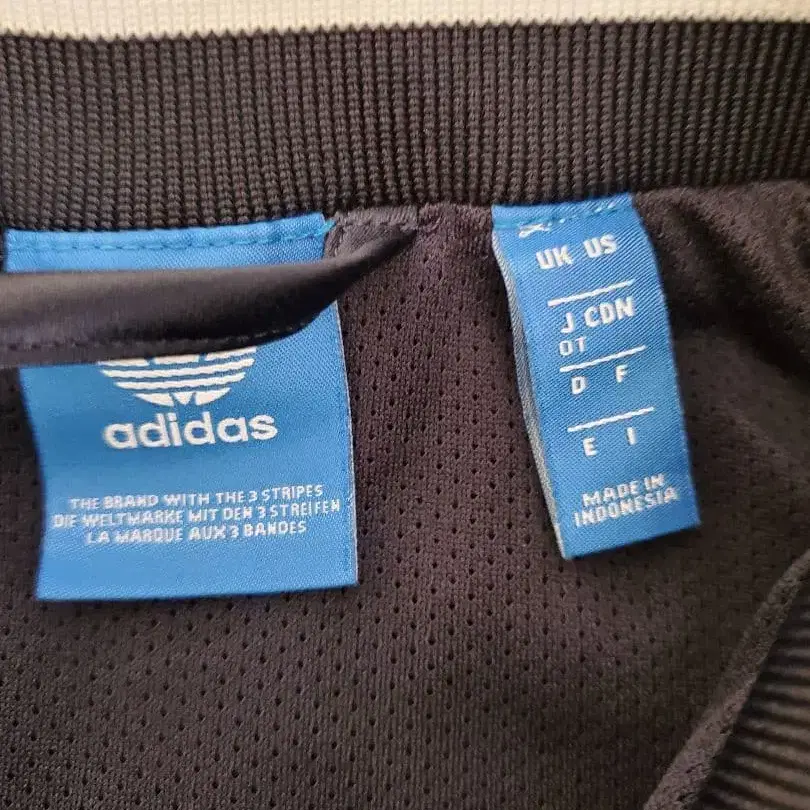 adidas
THE BRAND WITH THE 3 STRIPES
DIE WELTMARKE MIT DEN 3 STREIFEN
LA MARQUE AUX 3 BANDES
UK US
J CDN
OT
D F
E I
MADE IN
INDONESIA